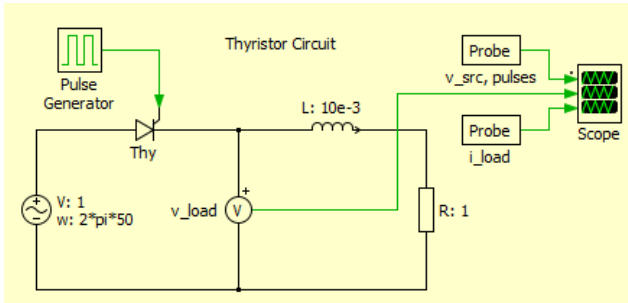 Thyristor Circuit
Probe
v_src, pulses
Pulse
Generator
L: 10e-3
Probe
Scope
Thy
i_load
V: 1
w: 2*pi*50
v_load
V
R: 1